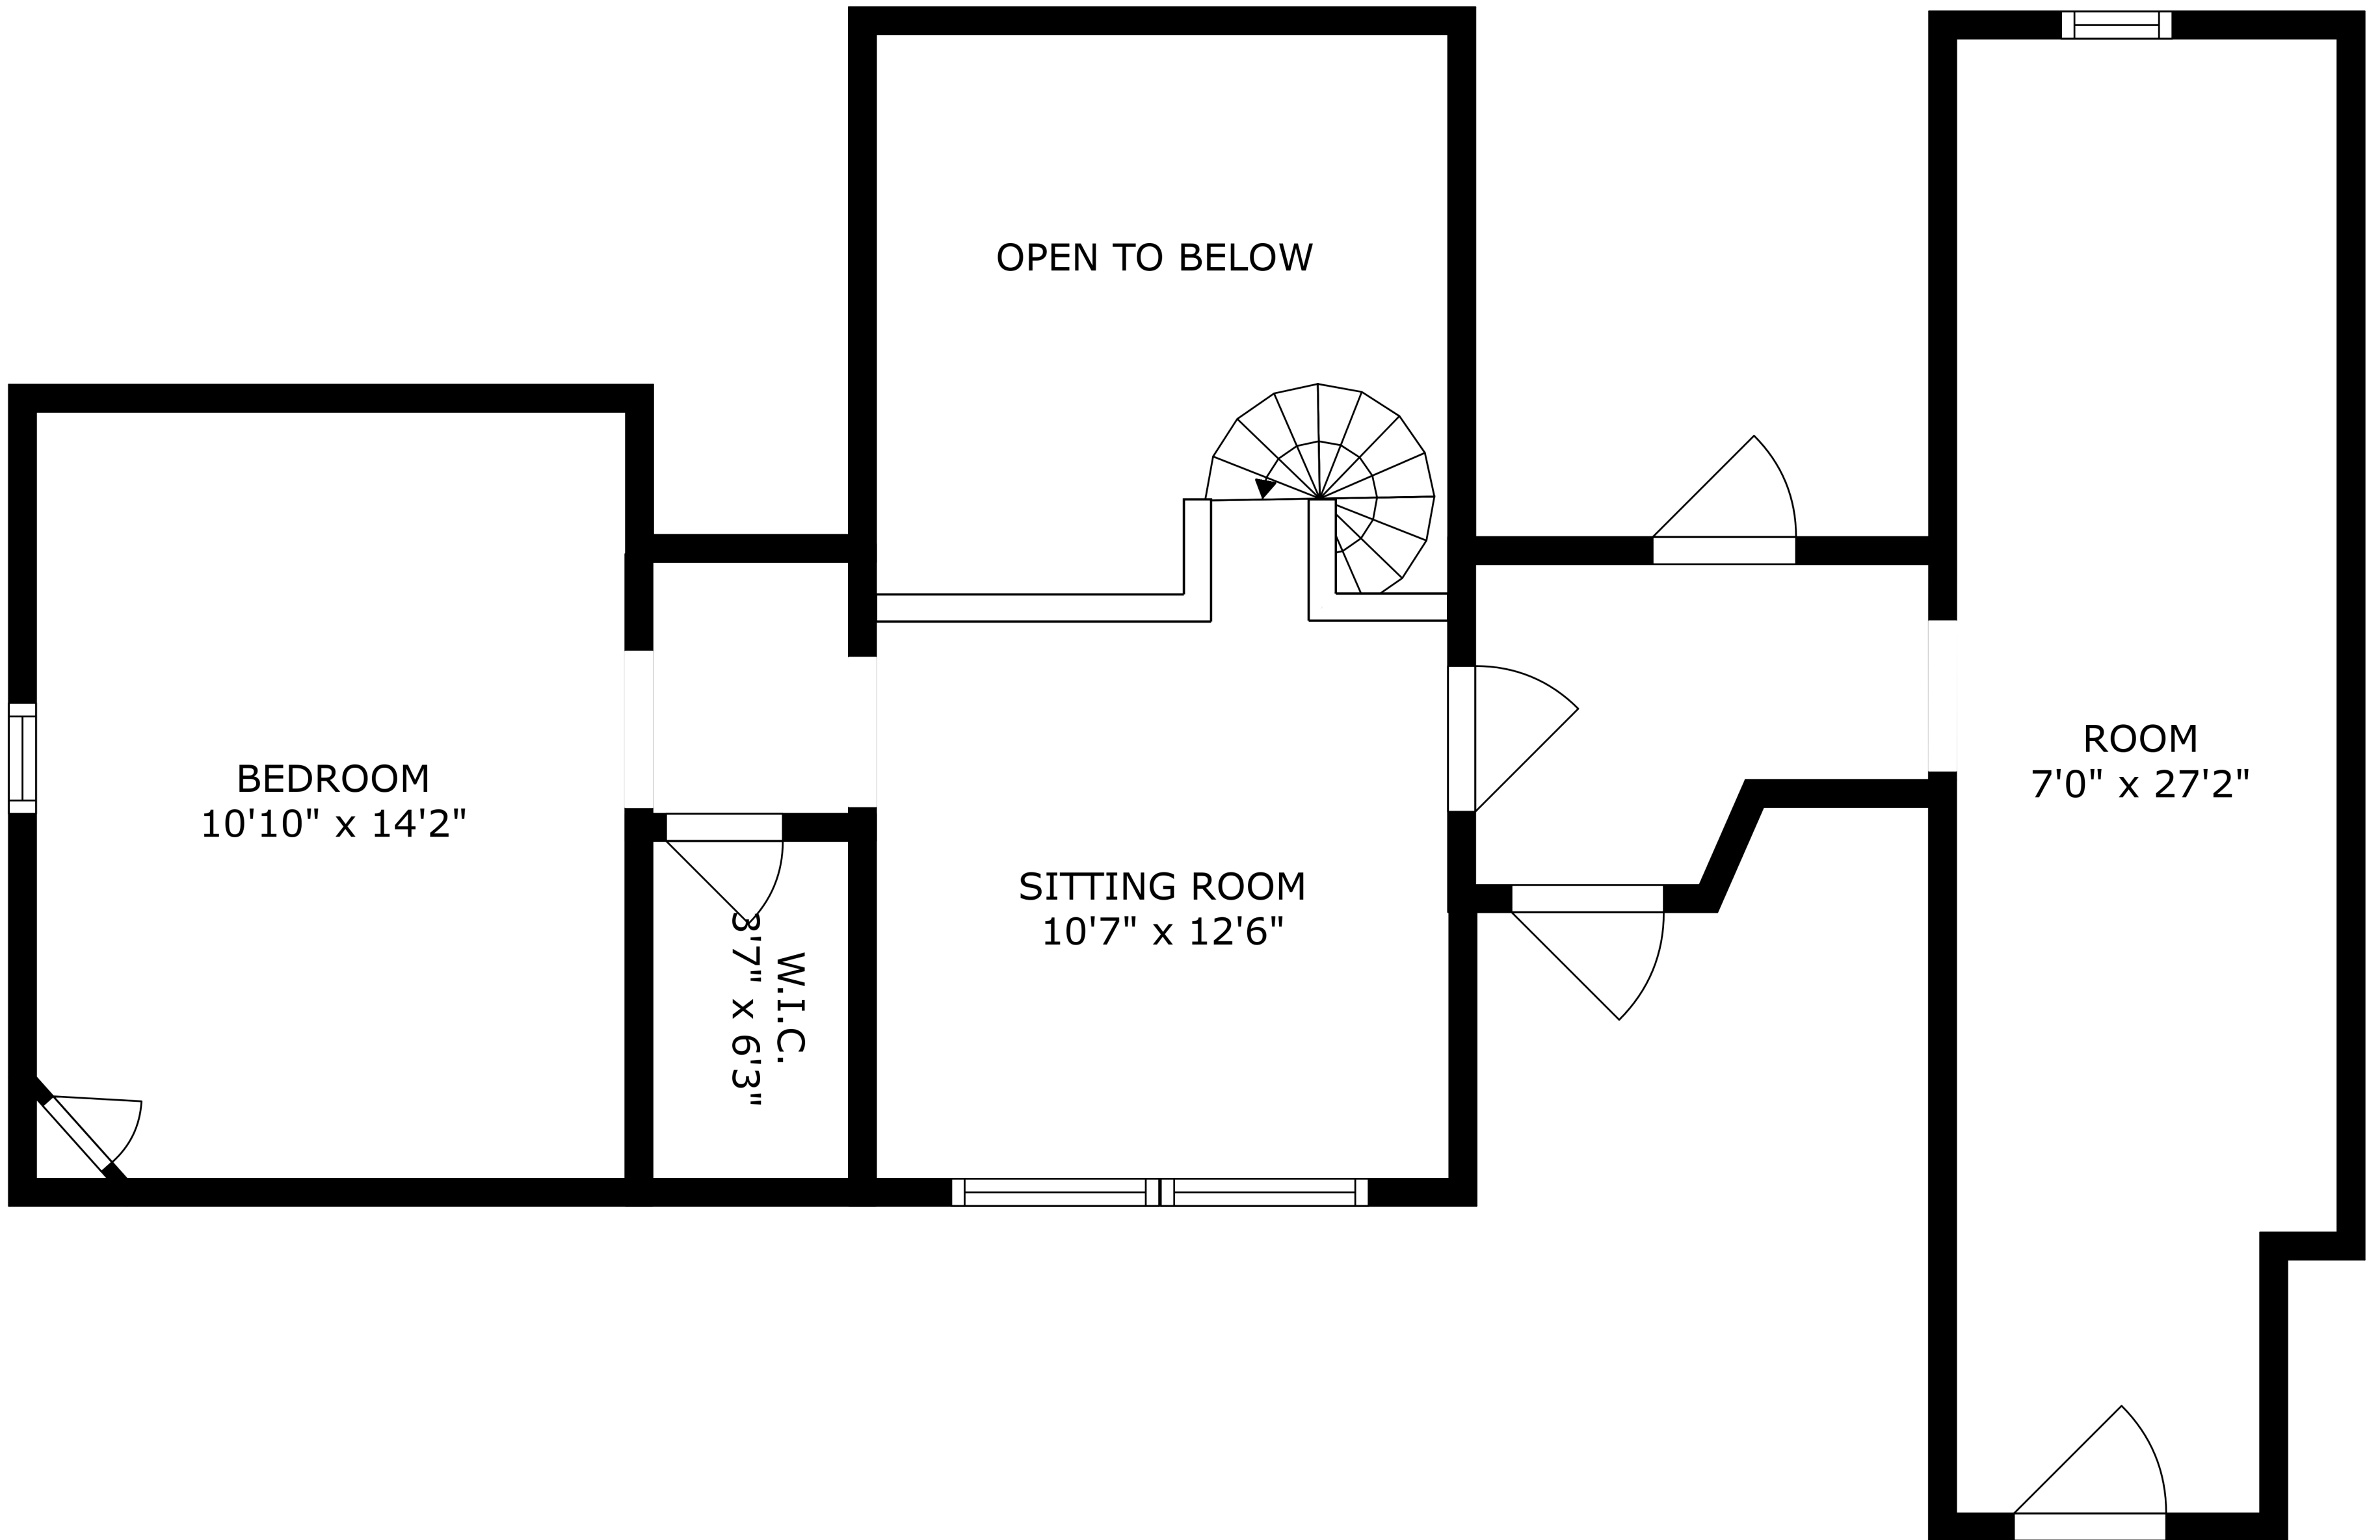 OPEN TO BELOW
BEDROOM
10'10" x 14'2"
W.I.C.
3'7" x 6'3"
SITTING ROOM
10'7" x 12'6"
ROOM
7'0" x 27'2"